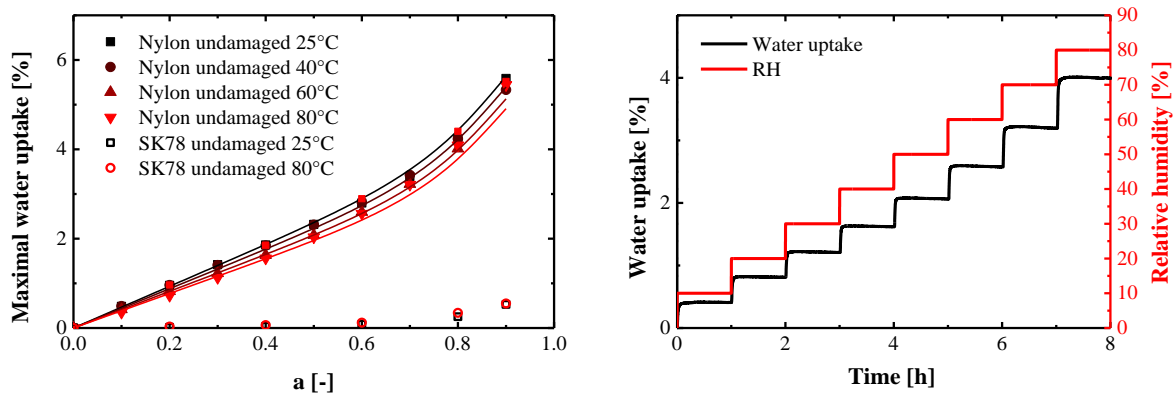 Maximal water uptake [%]
6
4
2
0
Nylon undamaged 25°C
Nylon undamaged 40°C
Nylon undamaged 60°C
Nylon undamaged 80°C
SK78 undamaged 25°C
SK78 undamaged 80°C
0.0 0.2 0.4 0.6 0.8 1.0
a [-]
Water uptake [%]
4
2
0
Water uptake
RH
90
80
70
60
50
40
30
20
10
0
Relative humidity [%]
0 2 4 6 8
Time [h]